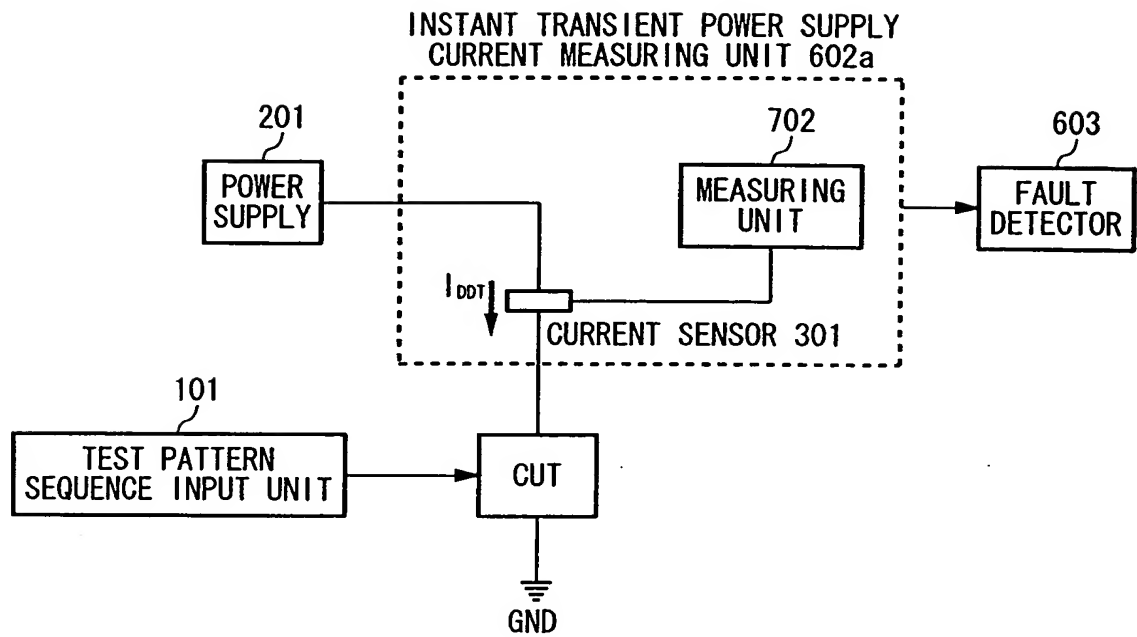 INSTANT TRANSIENT POWER SUPPLY
CURRENT MEASURING UNIT 602a
201
702
603
POWER
SUPPLY
MEASURING
UNIT
FAULT
DETECTOR
IDDT
CURRENT SENSOR 301
101
TEST PATTERN
SEQUENCE INPUT UNIT
CUT
GND